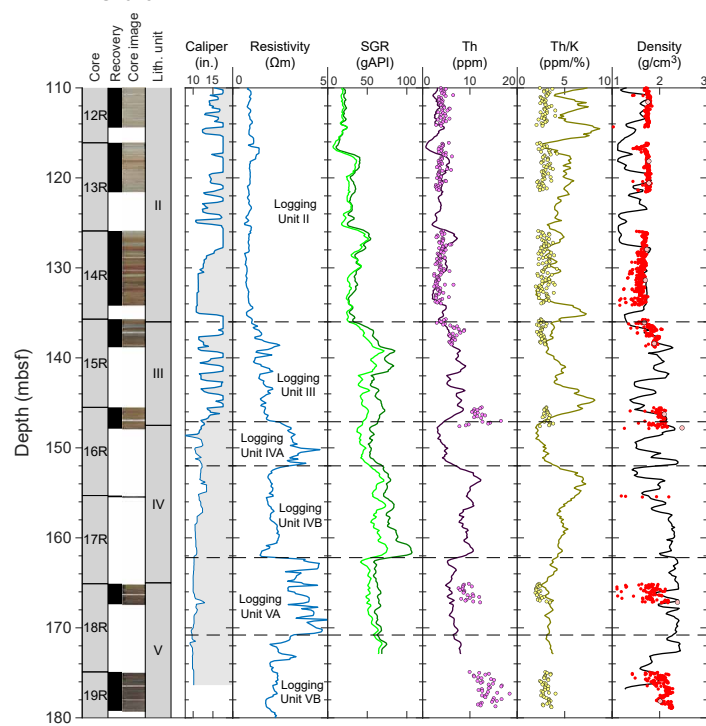 Core
Recovery
Core image
Lith. unit
Caliper
(in.)
Resistivity
(Ωm)
SGR
(gAPI)
Th
(ppm)
Th/K
(ppm/%)
Density
(g/cm³)
10 15
0 5
0 50 100
0 10 20
0 5 10
1 2 3
Depth (mbsf)
110
120
130
140
150
160
170
180
12R
13R
14R
15R
16R
17R
18R
19R
II
III
IV
V
Logging
Unit II
Logging
Unit III
Logging
Unit IVA
Logging
Unit IVB
Logging
Unit VA
Logging
Unit VB